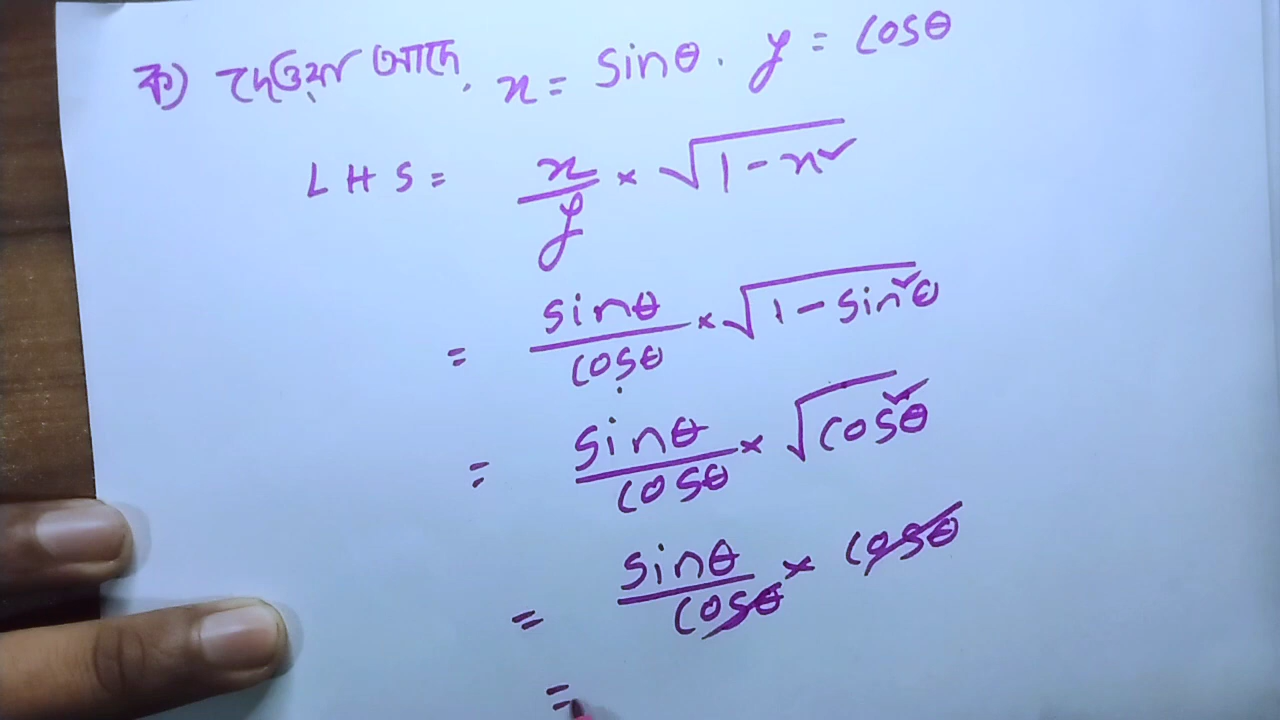 ক) দেওয়া আছে, x = sinθ. y = cosθ
LHS = x/y × √(1 - x²)
= sinθ/cosθ × √(1 - sin²θ)
= sinθ/cosθ × √(cos²θ)
= sinθ/cosθ × cosθ
=